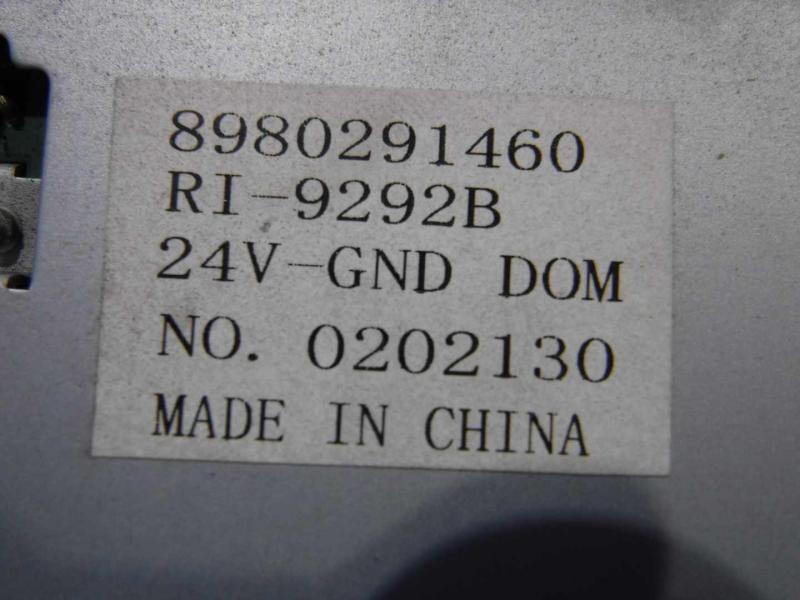 8980291460
RI-9292B
24V-GND DOM
NO. 0202130
MADE IN CHINA